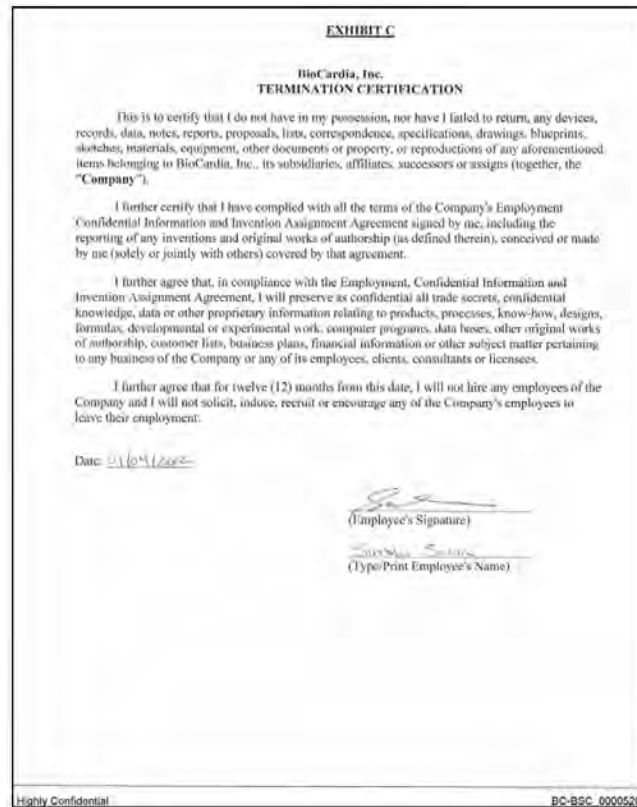 EXHIBIT C
BioCardia, Inc.
TERMINATION CERTIFICATION
This is to certify that I do not have in my possession, nor have I failed to return, any devices,
records, data, notes, reports, proposals, lists, correspondence, specifications, drawings, blueprints,
sketches, materials, equipment, other documents or property, or reproductions of any aforementioned
items belonging to BioCardia, Inc., its subsidiaries, affiliates, successors or assigns (together, the
"Company").
I further certify that I have complied with all the terms of the Company's Employment
Confidential Information and Invention Assignment Agreement signed by me, including the
reporting of any inventions and original works of authorship (as defined therein), conceived or made
by me (solely or jointly with others) covered by that agreement.
I further agree that, in compliance with the Employment, Confidential Information and
Invention Assignment Agreement, I will preserve as confidential all trade secrets, confidential
knowledge, data or other proprietary information relating to products, processes, know-how, designs,
formulas, developmental or experimental work, computer programs, data bases, other original works
of authorship, customer lists, business plans, financial information or other subject matter pertaining
to any business of the Company or any of its employees, clients, consultants or licensees.
I further agree that for twelve (12) months from this date, I will not hire any employees of the
Company and I will not solicit, induce, recruit or encourage any of the Company's employees to
leave their employment.
Date:
(Employee's Signature)
(Type/Print Employee's Name)
Highly Confidential
BC-BSC 0000520